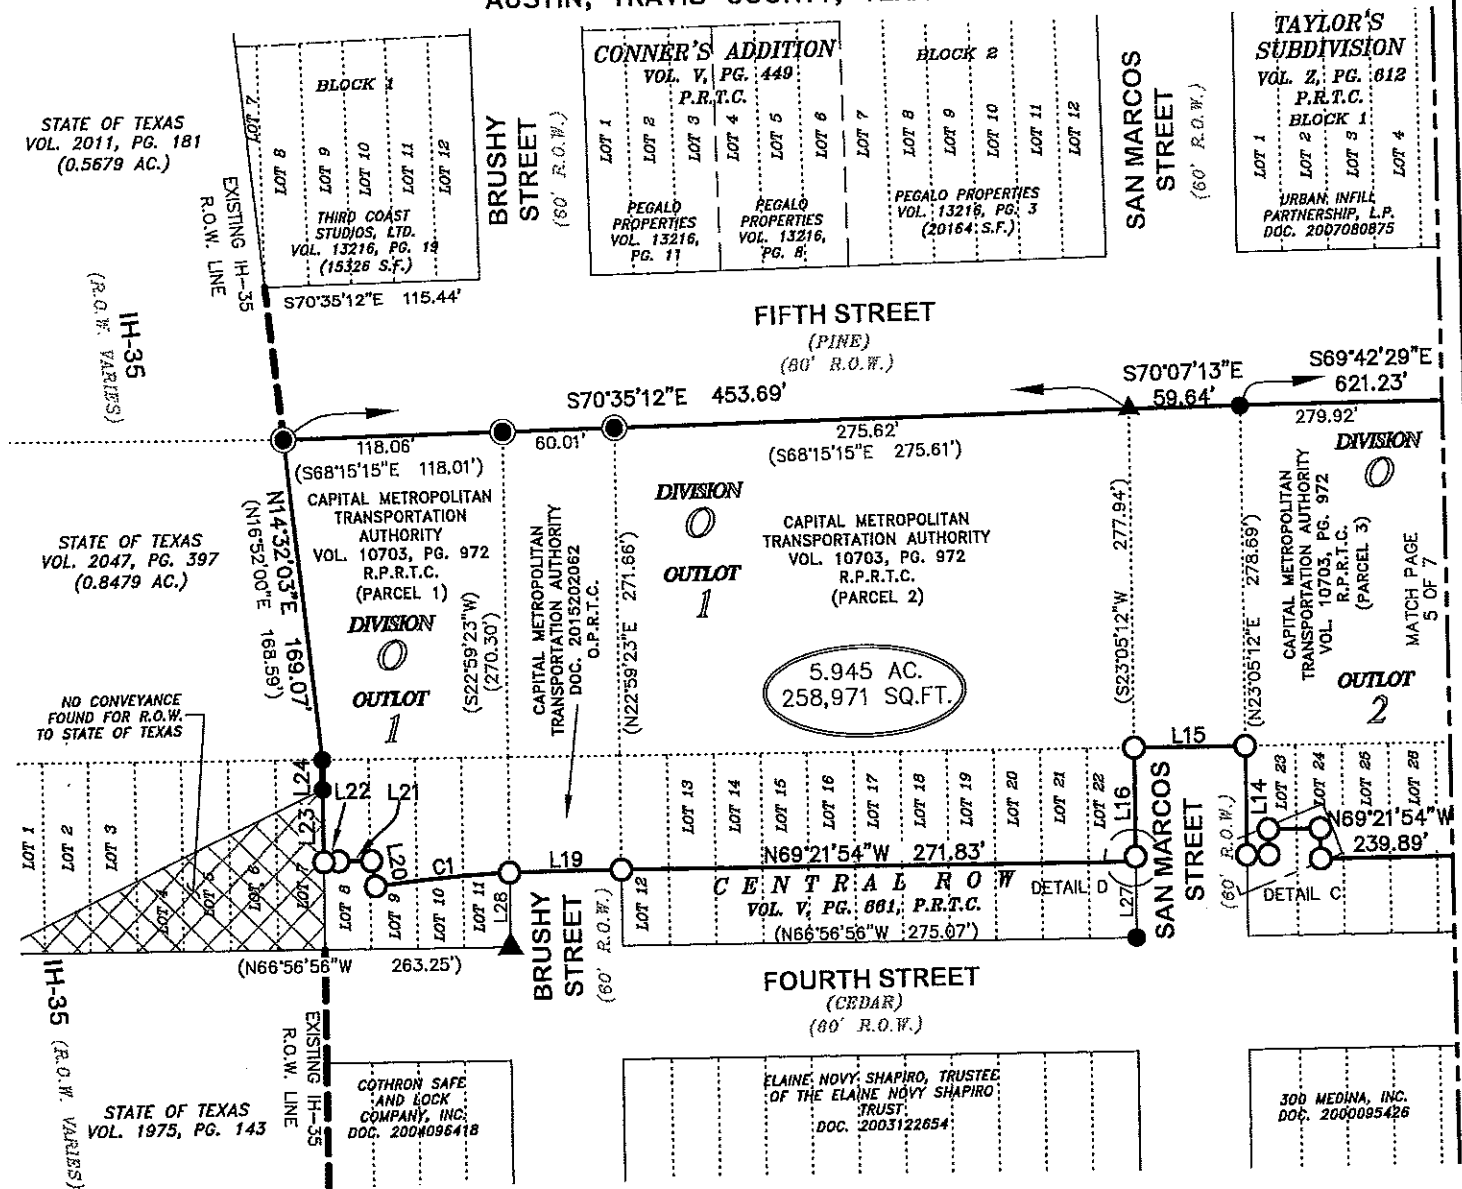 AUSTIN, TRAVIS COUNTY,
STATE OF TEXAS
VOL. 2011, PG. 181
(0.5679 AC.)
EXISTING IH-35
R.O.W. LINE
IH-35
(R.O.W. VARIES)
BLOCK 1
LOT 7
LOT 8
LOT 9
LOT 10
LOT 11
LOT 12
THIRD COAST
STUDIOS, LTD.
VOL. 13216, PG. 19
(15326 S.F.)
S70°35'12"E 115.44'
BRUSHY
STREET
(60' R.O.W.)
CONNER'S ADDITION
VOL. V, PG. 449
P.R.T.C.
LOT 1
LOT 2
LOT 3
LOT 4
LOT 5
LOT 6
PEGALO
PROPERTIES
VOL. 13216,
PG. 11
PEGALO
PROPERTIES
VOL. 13216,
PG. 8
BLOCK 2
LOT 7
LOT 8
LOT 9
LOT 10
LOT 11
LOT 12
PEGALO PROPERTIES
VOL. 13216, PG. 3
(20164 S.F.)
SAN MARCOS
STREET
(60' R.O.W.)
TAYLOR'S
SUBDIVISION
VOL. Z, PG. 612
P.R.T.C.
BLOCK 1
LOT 1
LOT 2
LOT 3
LOT 4
URBAN INFILL
PARTNERSHIP, L.P.
DOC. 2007080875
FIFTH STREET
(PINE)
(80' R.O.W.)
S70°35'12"E 453.69'
S70°07'13"E
59.64'
S69°42'29"E
621.23'
118.06'
(S68°15'15"E 118.01')
60.01'
275.62'
(S68°15'15"E 275.61')
279.92'
STATE OF TEXAS
VOL. 2047, PG. 397
(0.8479 AC.)
N14°32'03"E 169.07'
(N16°52'00"E 168.59')
CAPITAL METROPOLITAN
TRANSPORTATION
AUTHORITY
VOL. 10703, PG. 972
R.P.R.T.C.
(PARCEL 1)
DIVISION
O
OUTLOT
1
(S22°59'23"W
(270.30')
CAPITAL METROPOLITAN
TRANSPORTATION AUTHORITY
DOC. 2015202062
O.P.R.T.C.
(N22°59'23"E 271.66')
DIVISION
O
OUTLOT
1
CAPITAL METROPOLITAN
TRANSPORTATION AUTHORITY
VOL. 10703, PG. 972
R.P.R.T.C.
(PARCEL 2)
5.945 AC.
258,971 SQ.FT.
(S23°05'12"W 277.94')
(N23°05'12"E 278.69')
CAPITAL METROPOLITAN
TRANSPORTATION AUTHORITY
VOL. 10703, PG. 972
R.P.R.T.C.
(PARCEL 3)
DIVISION
O
OUTLOT
2
MATCH PAGE
5 OF 7
NO CONVEYANCE
FOUND FOR R.O.W.
TO STATE OF TEXAS
LOT 1
LOT 2
LOT 3
LOT 4
LOT 5
LOT 6
LOT 7
LOT 8
LOT 9
LOT 10
LOT 11
L24
L23
L22
L21
L20
C1
L28
L19
BRUSHY
STREET
(60' R.O.W.)
LOT 12
LOT 13
LOT 14
LOT 15
LOT 16
LOT 17
LOT 18
LOT 19
LOT 20
LOT 21
LOT 22
N69°21'54"W 271.83'
CENTRAL ROW
VOL. V, PG. 661, P.R.T.C.
(N66°56'56"W 275.07')
DETAIL D
L16
L27
L15
SAN MARCOS
STREET
(60' R.O.W.)
L14
LOT 23
LOT 24
LOT 25
LOT 26
N69°21'54"W
239.89'
DETAIL C
(N66°56'56"W 263.25')
FOURTH STREET
(CEDAR)
(80' R.O.W.)
IH-35 (R.O.W. VARIES)
EXISTING IH-35
R.O.W. LINE
STATE OF TEXAS
VOL. 1975, PG. 143
COTHRON SAFE
AND LOCK
COMPANY, INC.
DOC. 2004096418
ELAINE NOVY SHAPIRO, TRUSTEE
OF THE ELAINE NOVY SHAPIRO
TRUST
DOC. 2003122654
300 MEDINA, INC.
DOC. 2000095426